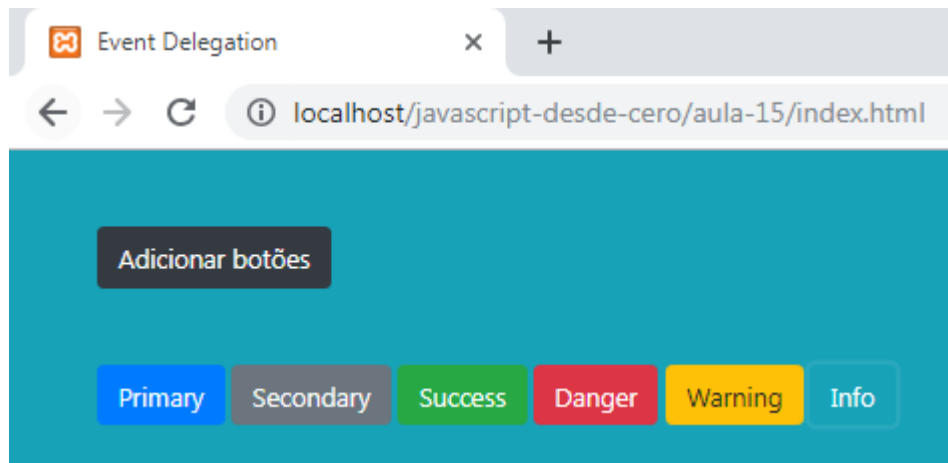 Event Delegation
localhost/javascript-desde-cero/aula-15/index.html
Adicionar botões
Primary Secondary Success Danger Warning Info